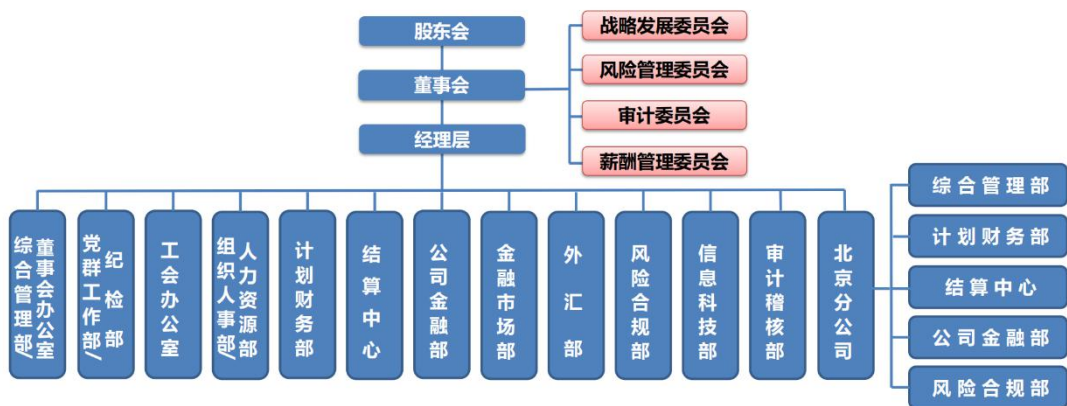 股东会
董事会
经理层
战略发展委员会
风险管理委员会
审计委员会
薪酬管理委员会
综合管理部/
董事会办公室
党群工作部/
纪检部
工会办公室
组织人事部/
人力资源部
计划财务部
结算中心
公司金融部
金融市场部
外汇部
风险合规部
信息科技部
审计稽核部
北京分公司
综合管理部
计划财务部
结算中心
公司金融部
风险合规部